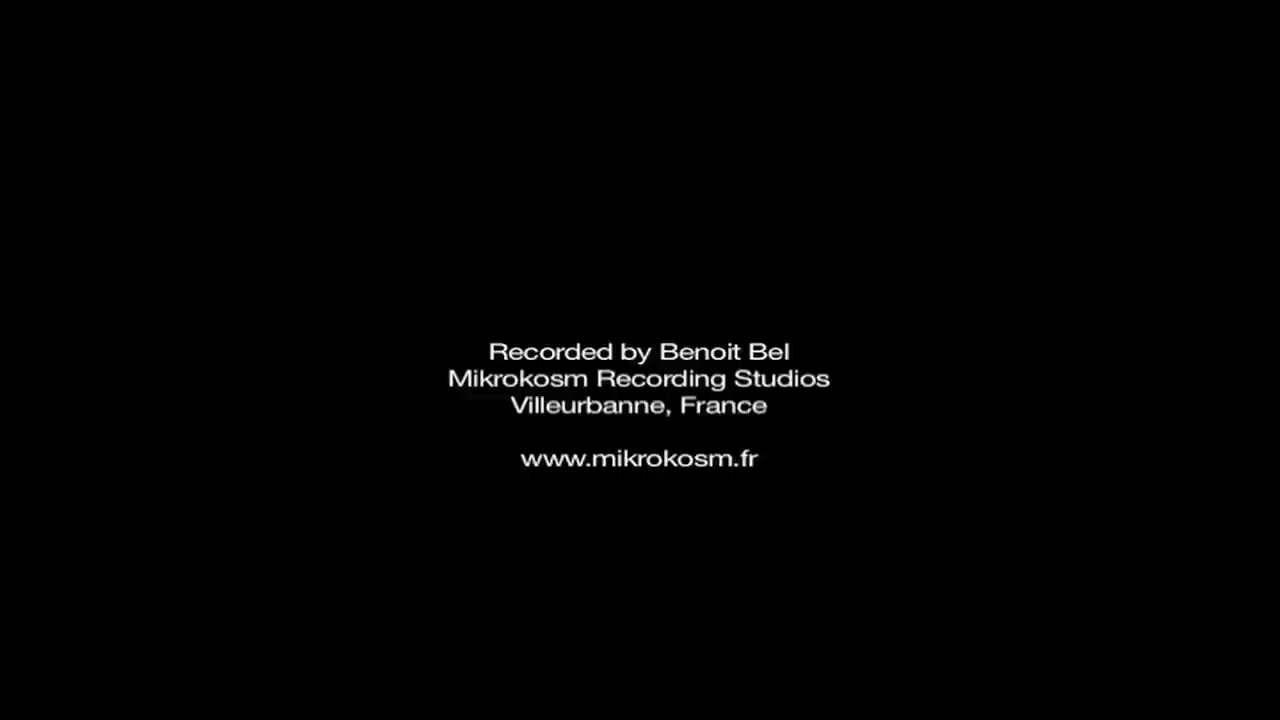 Recorded by Benoit Bel
Mikrokosm Recording Studios
Villeurbanne, France
www.mikrokosm.fr